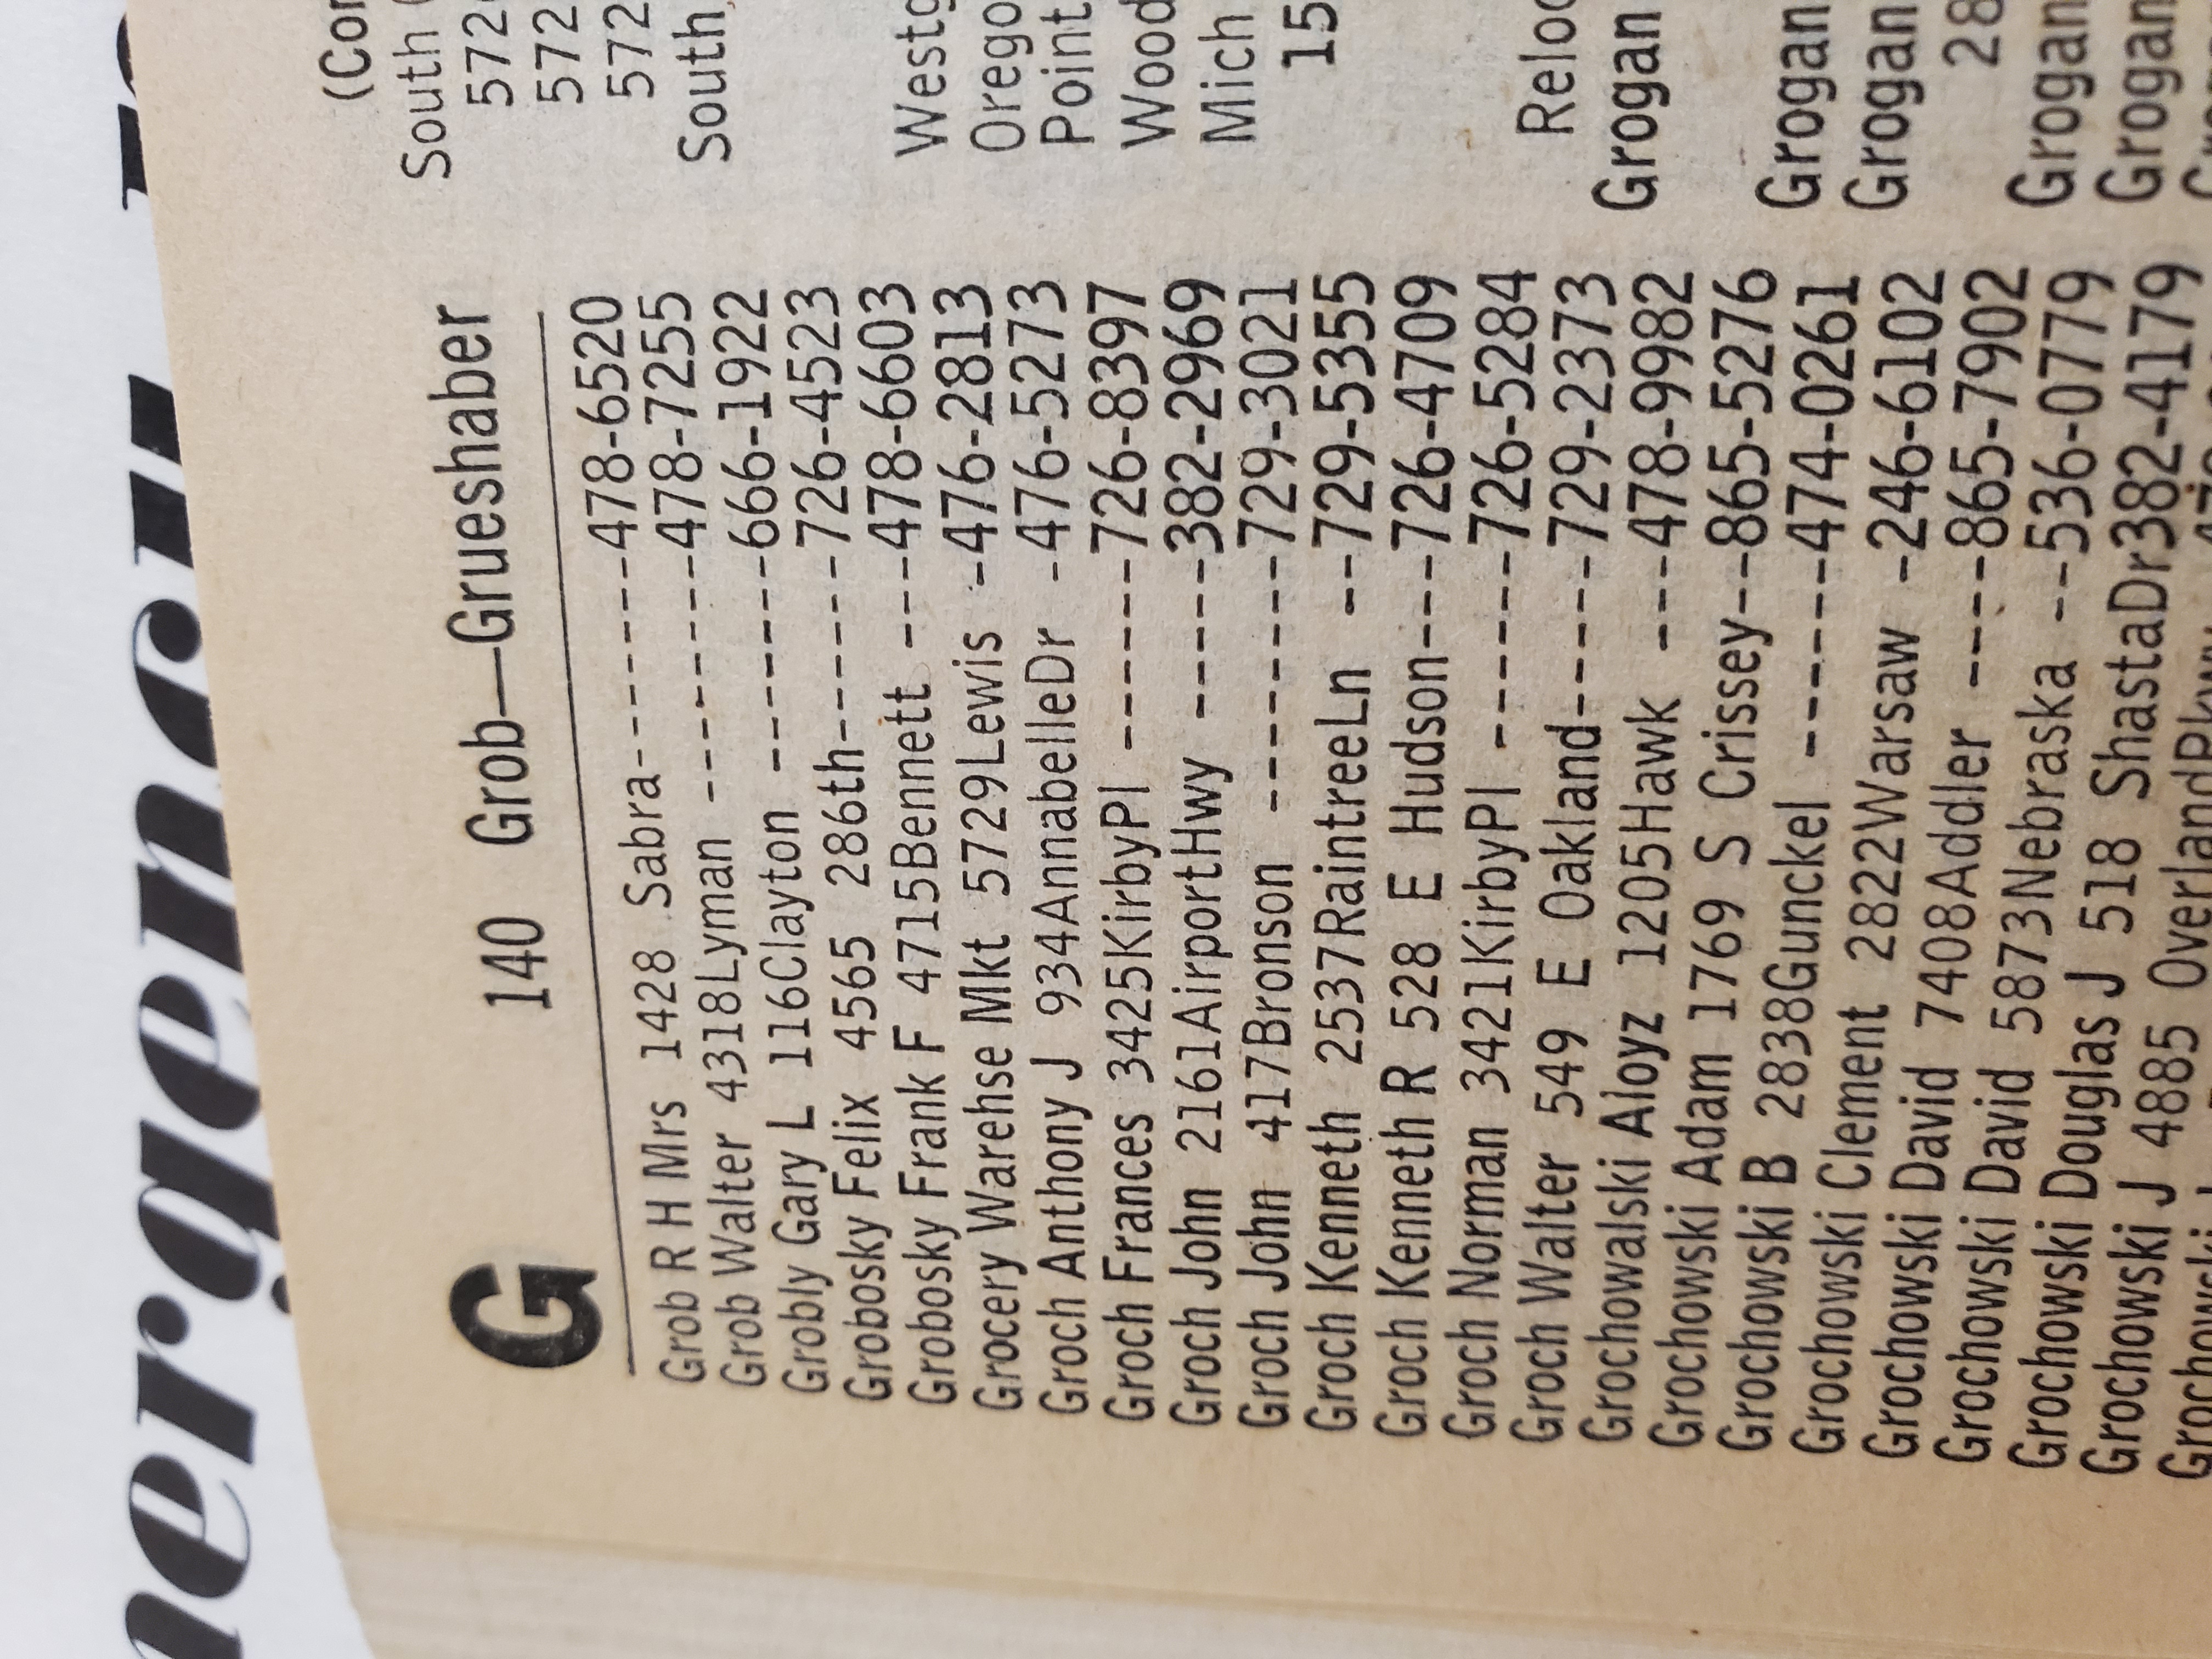 G 140 Grob—Grueshaber
Grob R H Mrs 1428 Sabra---------478-6520
Grob Walter 4318Lyman ---------478-7255
Grobly Gary L 116Clayton ---------666-1922
Grobosky Felix 4565 286th-------726-4523
Grobosky Frank F 4715Bennett ----478-6603
Grocery Warehse Mkt 5729Lewis -476-2813
Groch Anthony J 934AnnabelleDr -476-5273
Groch Frances 3425KirbyPl -------726-8397
Groch John 2161AirportHwy ------382-2969
Groch John 417Bronson ----------729-3021
Groch Kenneth 2537RaintreeLn --729-5355
Groch Kenneth R 528 E Hudson---726-4709
Groch Norman 3421KirbyPl -------726-5284
Groch Walter 549 E Oakland-----729-2373
Grochowalski Aloyz 1205Hawk ---478-9982
Grochowski Adam 1769 S Crissey--865-5276
Grochowski B 2838Gunckel -------474-0261
Grochowski Clement 2822Warsaw -246-6102
Grochowski David 7408Addler ----865-7902
Grochowski David 5873Nebraska --536-0779
Grochowski Douglas J 518 ShastaDr382-4179
Grochowski J 4885 OverlandPkwy
South
572
572
572
South
Orego
Point
Wood
Mich
15
Grogan
Grogan
Grogan
28
Grogan
Grogan